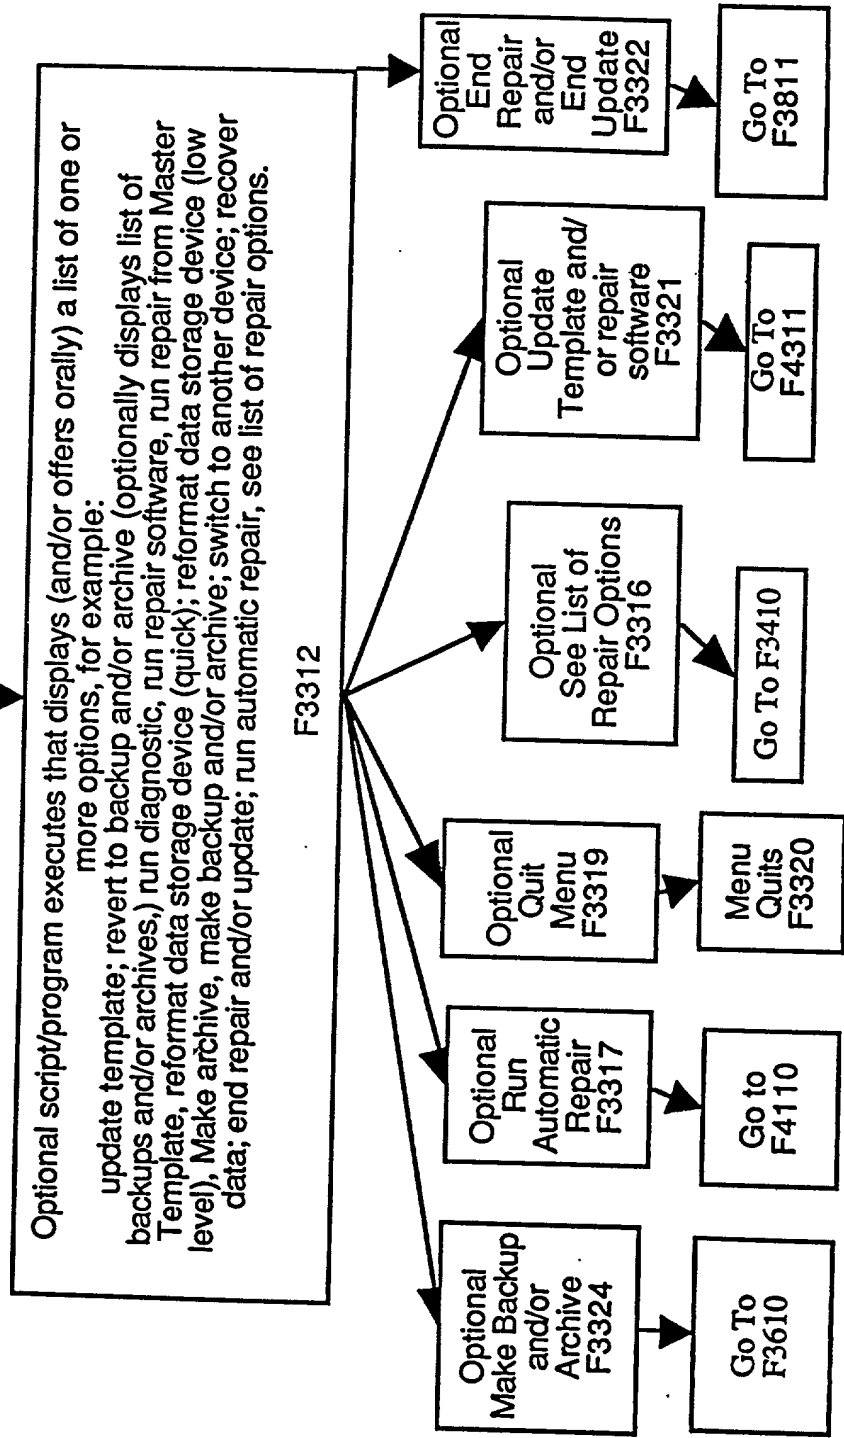 Optional script/program executes that displays (and/or offers orally) a list of one or
more options, for example:
update template; revert to backup and/or archive (optionally displays list of
backups and/or archives,) run diagnostic, run repair software, run repair from Master
Template, reformat data storage device (quick); reformat data storage device (low
level), Make archive, make backup and/or archive; switch to another device; recover
data; end repair and/or update; run automatic repair, see list of repair options.
F3312
Optional
Make Backup
and/or
Archive
F3324
Go To
F3610
Optional
Run
Automatic
Repair
F3317
Go to
F4110
Optional
Quit
Menu
F3319
Menu
Quits
F3320
Optional
See List of
Repair Options
F3316
Go To F3410
Optional
Update
Template and/
or repair
software
F3321
Go To
F4311
Optional
End
Repair
and/or
End
Update
F3322
Go To
F3811